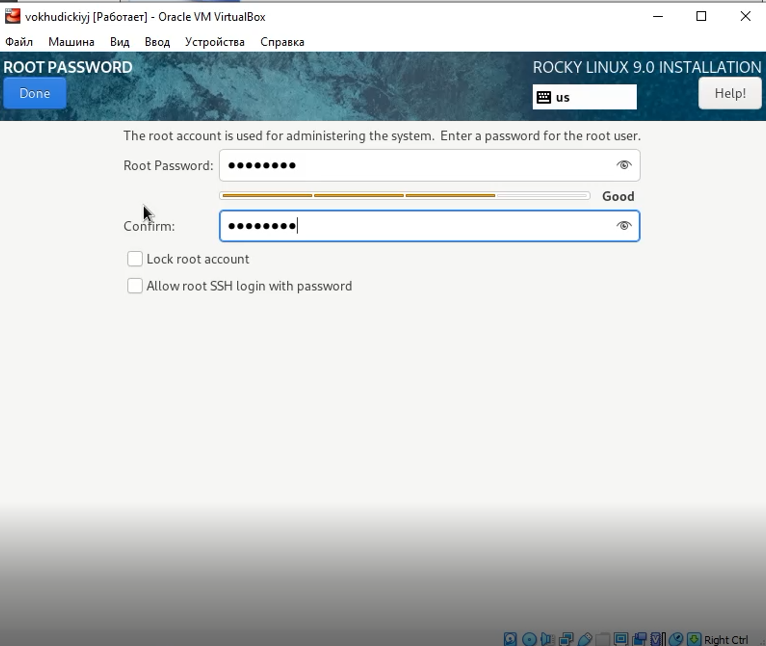 vokhudickiyj [Работает] - Oracle VM VirtualBox
Файл Машина Вид Ввод Устройства Справка
ROOT PASSWORD
ROCKY LINUX 9.0 INSTALLATION
Done
us
Help!
The root account is used for administering the system. Enter a password for the root user.
Root Password: ●●●●●●●●
Good
Confirm: ●●●●●●●●
Lock root account
Allow root SSH login with password
Right Ctrl